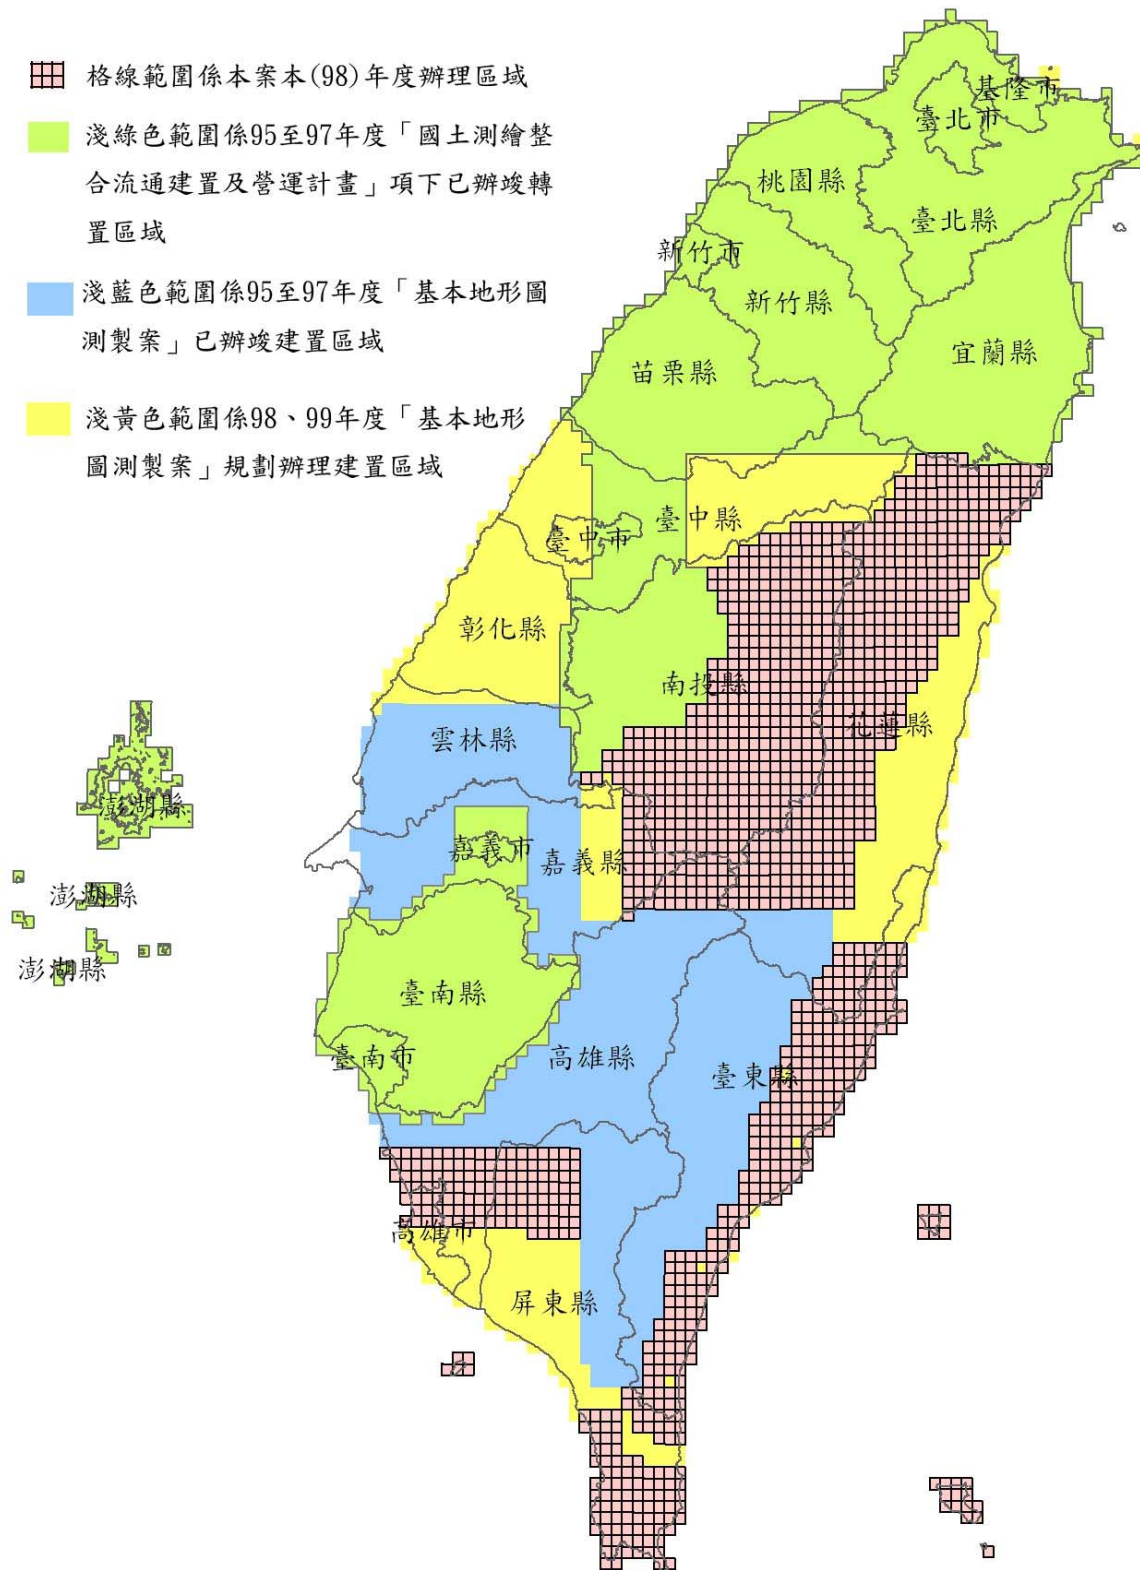 格線範圍係本案本(98)年度辦理區域
淺綠色範圍係95至97年度「國土測繪整
合流通建置及營運計畫」項下已辦竣轉
置區域
淺藍色範圍係95至97年度「基本地形圖
測製案」已辦竣建置區域
淺黃色範圍係98、99年度「基本地形
圖測製案」規劃辦理建置區域
基隆市
臺北市
桃園縣
臺北縣
新竹市
新竹縣
宜蘭縣
苗栗縣
臺中縣
臺中市
彰化縣
南投縣
花蓮縣
雲林縣
澎湖縣
嘉義市
嘉義縣
澎湖縣
澎湖縣
臺南縣
臺南市
高雄縣
臺東縣
高雄市
屏東縣